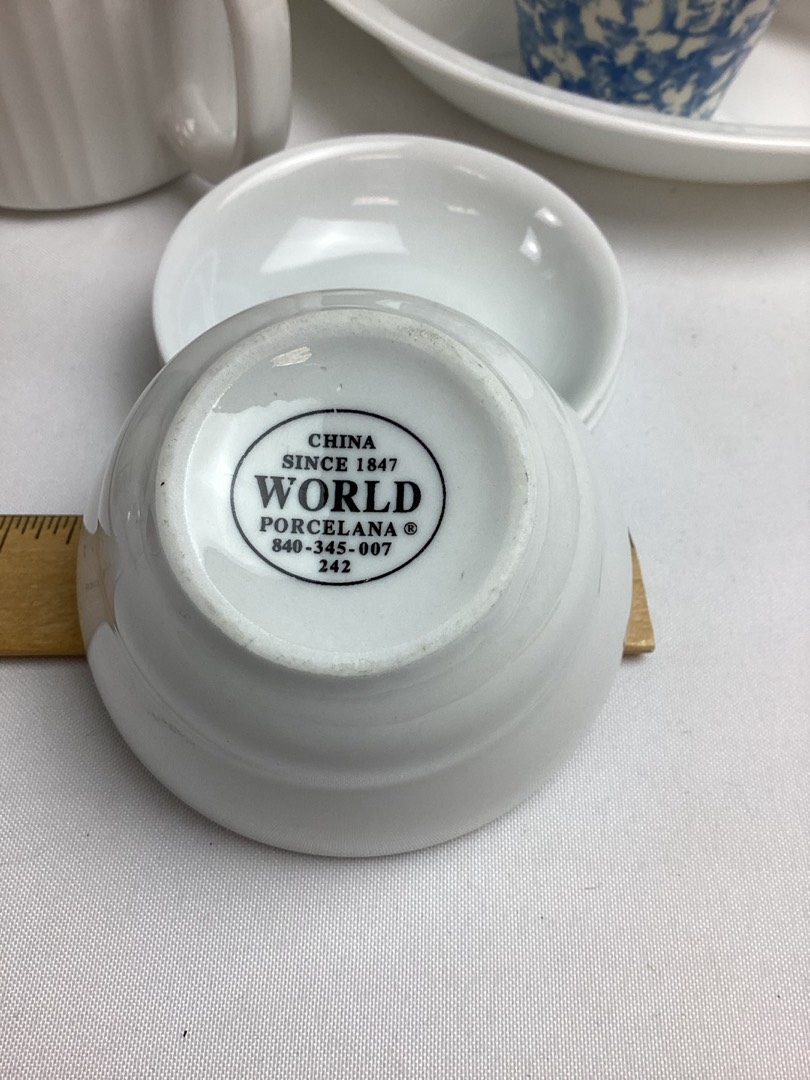 CHINA
SINCE 1847
WORLD
PORCELANA ®
840-345-007
242